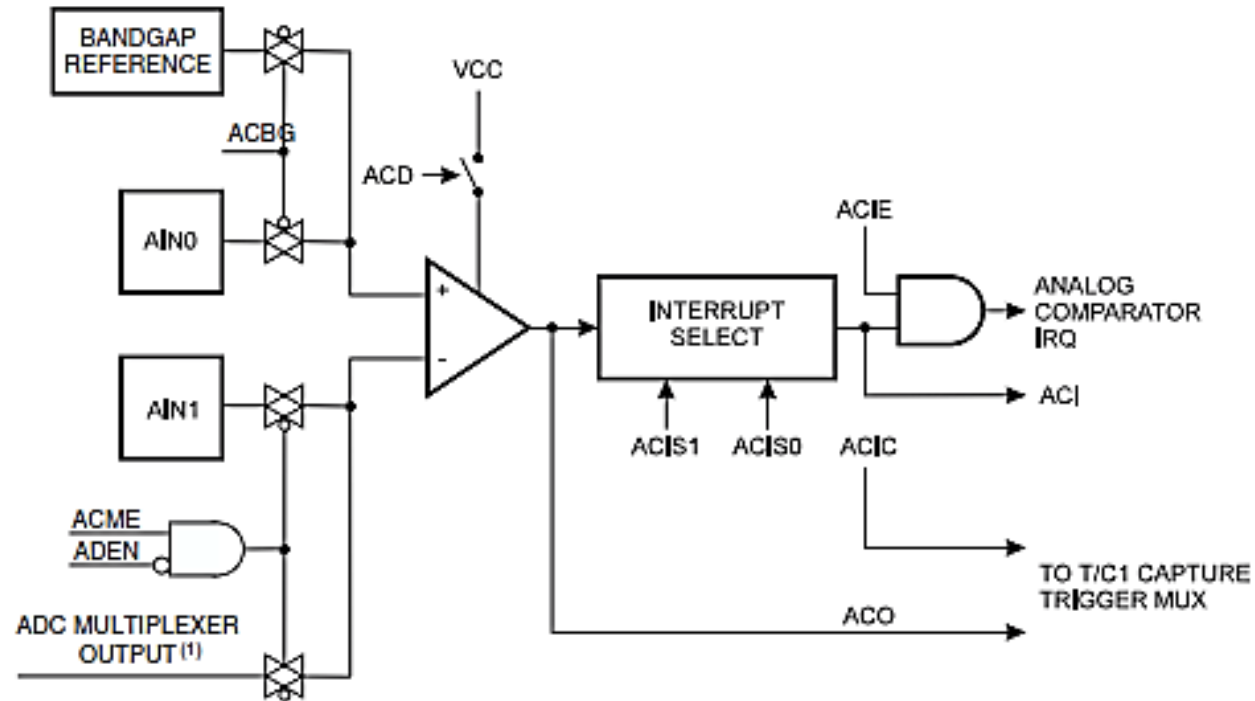 BANDGAP
REFERENCE
VCC
ACBG
ACD
AIN0
ACIE
+
-
INTERRUPT
SELECT
ANALOG
COMPARATOR
IRQ
AIN1
ACI
ACIS1
ACIS0
ACIC
ACME
ADEN
TO T/C1 CAPTURE
TRIGGER MUX
ADC MULTIPLEXER
OUTPUT(1)
ACO